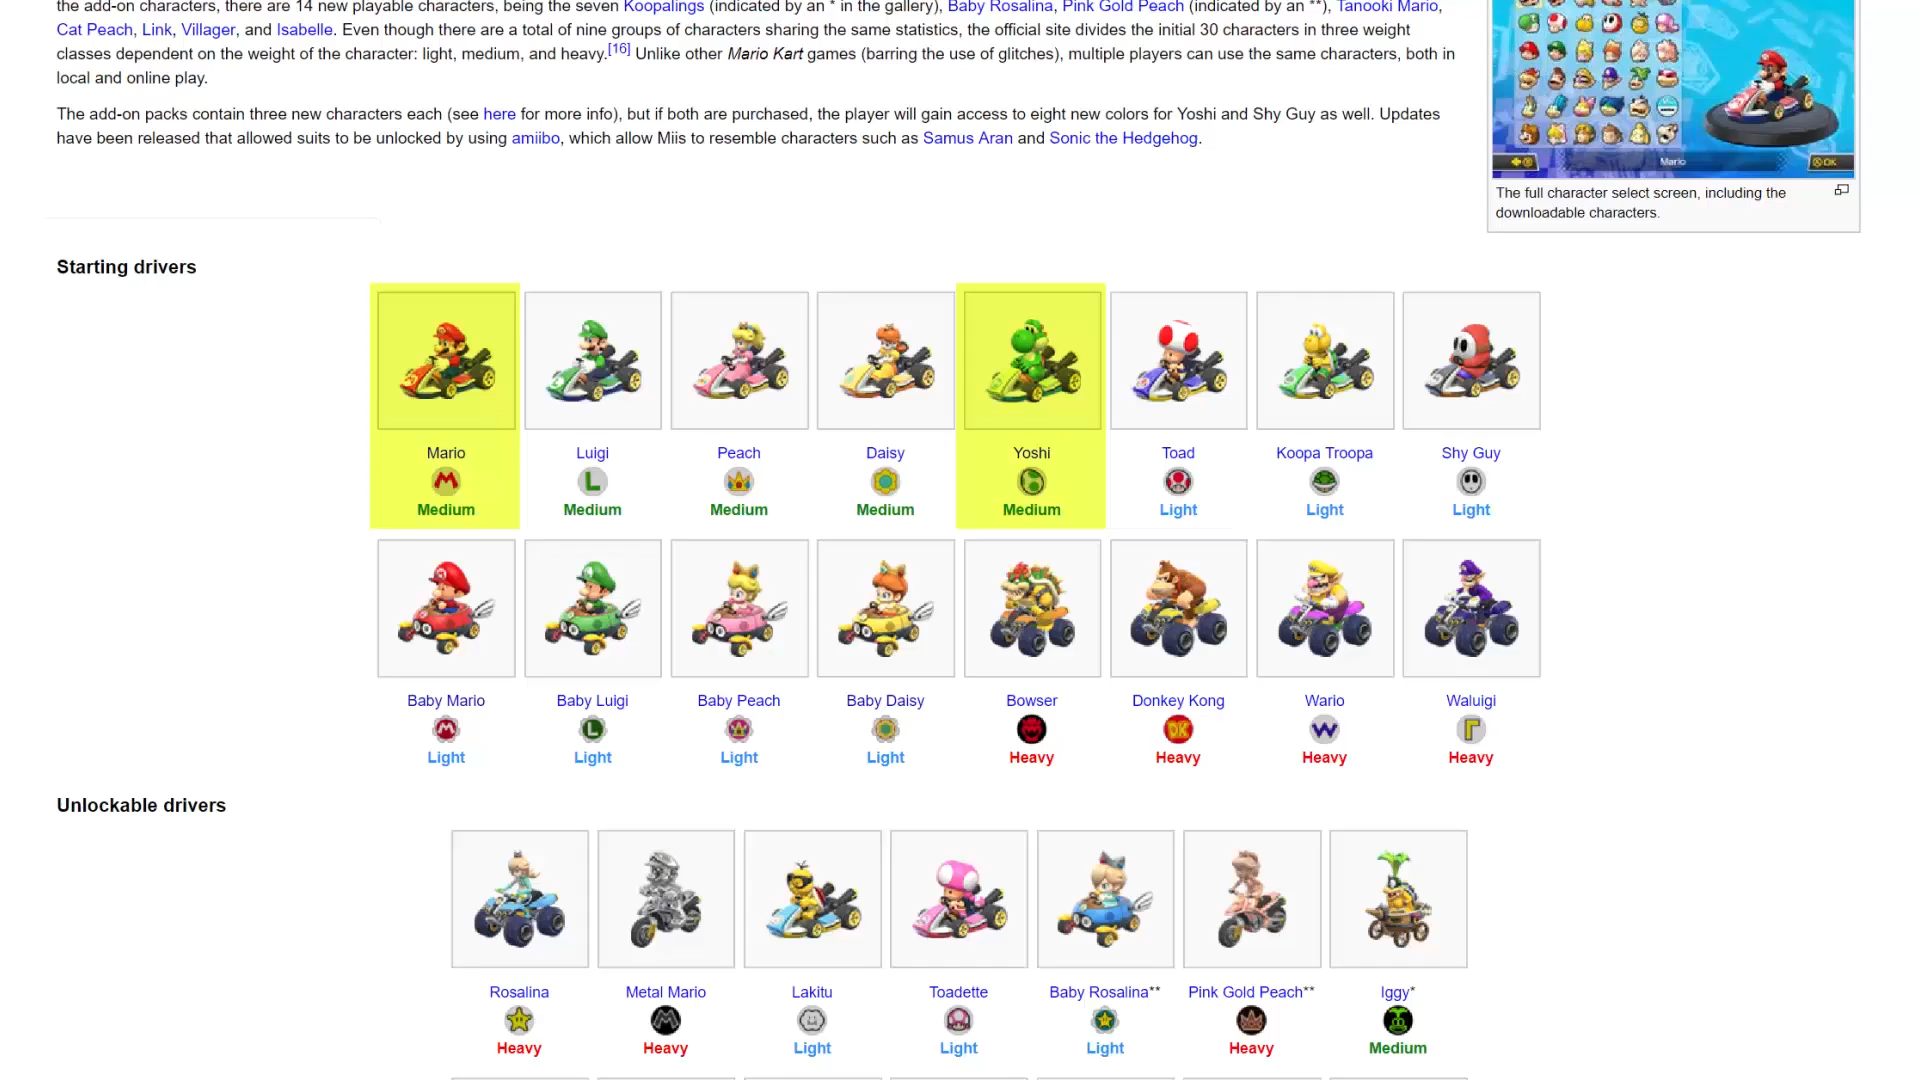 the add-on characters, there are 14 new playable characters, being the seven Koopalings (indicated by an * in the gallery), Baby Rosalina, Pink Gold Peach (indicated by an **), Tanooki Mario,
Cat Peach, Link, Villager, and Isabelle. Even though there are a total of nine groups of characters sharing the same statistics, the official site divides the initial 30 characters in three weight
classes dependent on the weight of the character: light, medium, and heavy.[16] Unlike other Mario Kart games (barring the use of glitches), multiple players can use the same characters, both in
local and online play.
The add-on packs contain three new characters each (see here for more info), but if both are purchased, the player will gain access to eight new colors for Yoshi and Shy Guy as well. Updates
have been released that allowed suits to be unlocked by using amiibo, which allow Miis to resemble characters such as Samus Aran and Sonic the Hedgehog.
Mario
OK
The full character select screen, including the
downloadable characters.
Starting drivers
Mario Luigi Peach Daisy Yoshi Toad Koopa Troopa Shy Guy
Medium Medium Medium Medium Medium Light Light Light
Baby Mario Baby Luigi Baby Peach Baby Daisy Bowser Donkey Kong Wario Waluigi
DK
Light Light Light Light Heavy Heavy Heavy Heavy
Unlockable drivers
Rosalina Metal Mario Lakitu Toadette Baby Rosalina** Pink Gold Peach** Iggy*
Heavy Heavy Light Light Light Heavy Medium